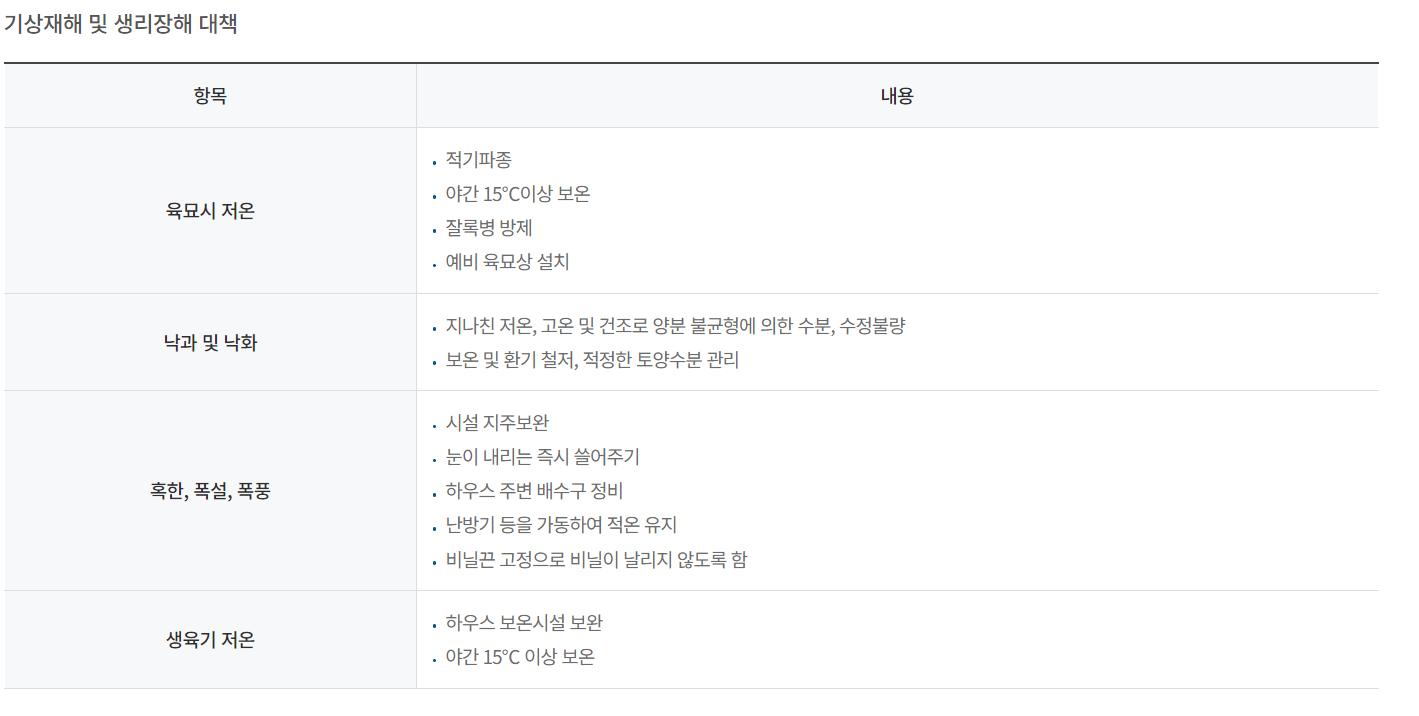 기상재해 및 생리장해 대책
항목
내용
육묘시 저온
적기파종
야간 15°C이상 보온
잘록병 방제
예비 육묘상 설치
낙과 및 낙화
지나친 저온, 고온 및 건조로 양분 불균형에 의한 수분, 수정불량
보온 및 환기 철저, 적정한 토양수분 관리
혹한, 폭설, 폭풍
시설 지주보완
눈이 내리는 즉시 쓸어주기
하우스 주변 배수구 정비
난방기 등을 가동하여 적온 유지
비닐끈 고정으로 비닐이 날리지 않도록 함
생육기 저온
하우스 보온시설 보완
야간 15°C 이상 보온